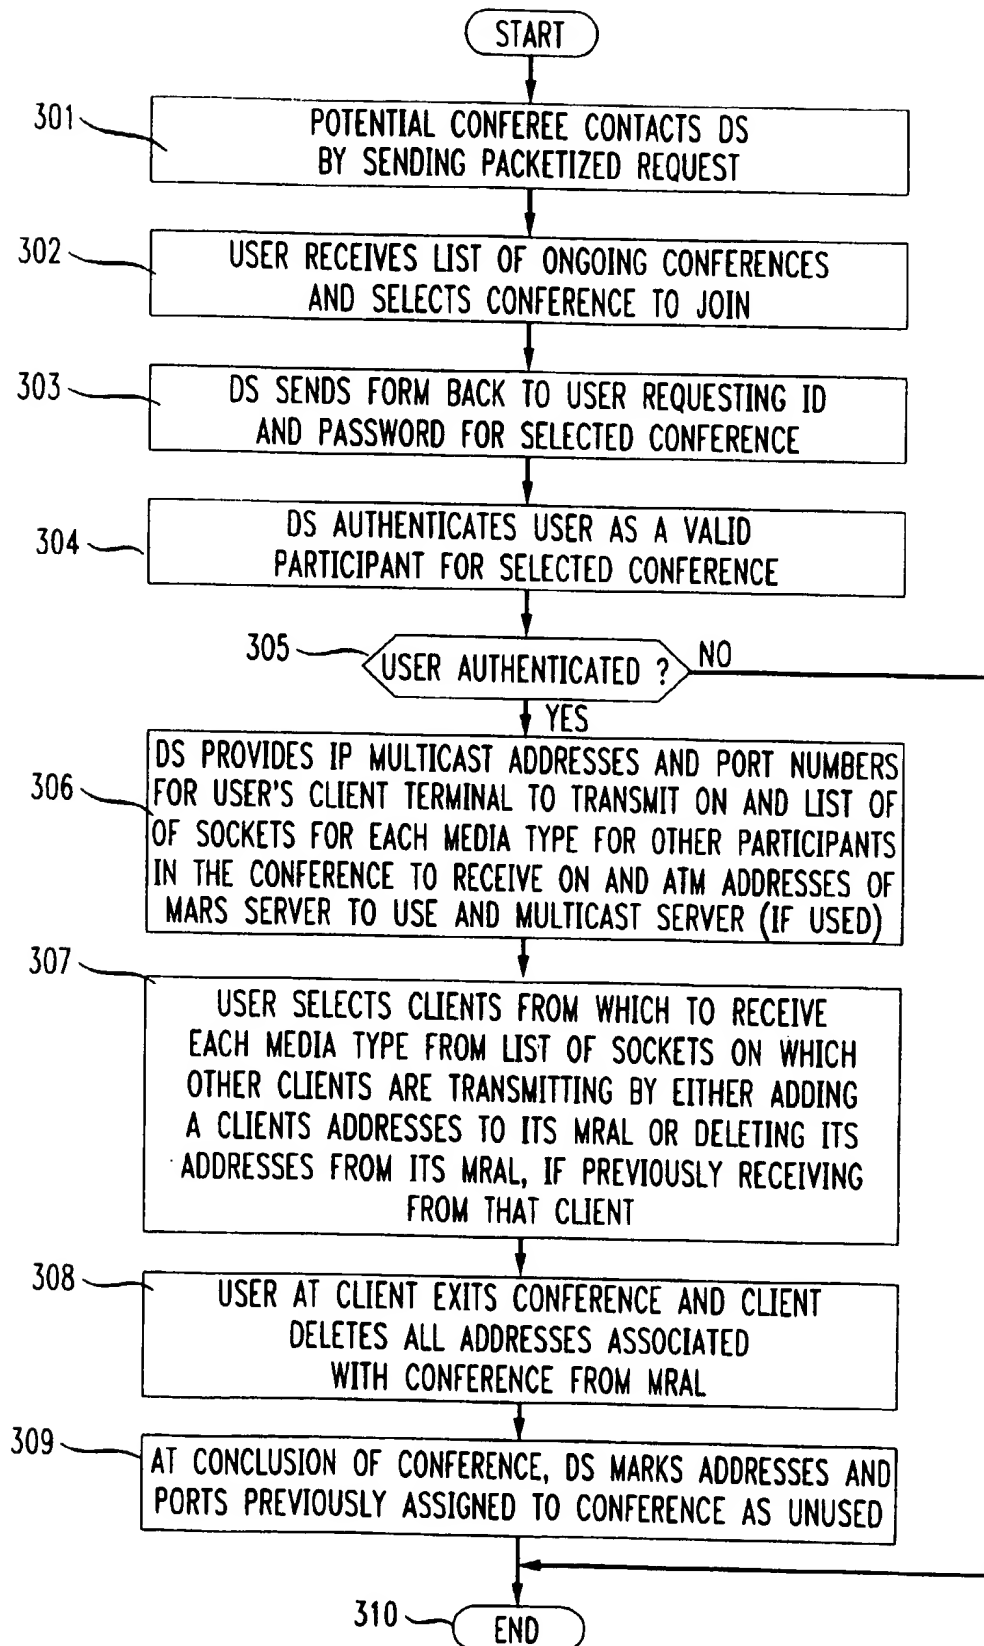 START
301
POTENTIAL CONFEREE CONTACTS DS
BY SENDING PACKETIZED REQUEST
302
USER RECEIVES LIST OF ONGOING CONFERENCES
AND SELECTS CONFERENCE TO JOIN
303
DS SENDS FORM BACK TO USER REQUESTING ID
AND PASSWORD FOR SELECTED CONFERENCE
304
DS AUTHENTICATES USER AS A VALID
PARTICIPANT FOR SELECTED CONFERENCE
305
USER AUTHENTICATED ?
NO
YES
306
DS PROVIDES IP MULTICAST ADDRESSES AND PORT NUMBERS
FOR USER'S CLIENT TERMINAL TO TRANSMIT ON AND LIST OF
OF SOCKETS FOR EACH MEDIA TYPE FOR OTHER PARTICIPANTS
IN THE CONFERENCE TO RECEIVE ON AND ATM ADDRESSES OF
MARS SERVER TO USE AND MULTICAST SERVER (IF USED)
307
USER SELECTS CLIENTS FROM WHICH TO RECEIVE
EACH MEDIA TYPE FROM LIST OF SOCKETS ON WHICH
OTHER CLIENTS ARE TRANSMITTING BY EITHER ADDING
A CLIENTS ADDRESSES TO ITS MRAL OR DELETING ITS
ADDRESSES FROM ITS MRAL, IF PREVIOUSLY RECEIVING
FROM THAT CLIENT
308
USER AT CLIENT EXITS CONFERENCE AND CLIENT
DELETES ALL ADDRESSES ASSOCIATED
WITH CONFERENCE FROM MRAL
309
AT CONCLUSION OF CONFERENCE, DS MARKS ADDRESSES AND
PORTS PREVIOUSLY ASSIGNED TO CONFERENCE AS UNUSED
310
END